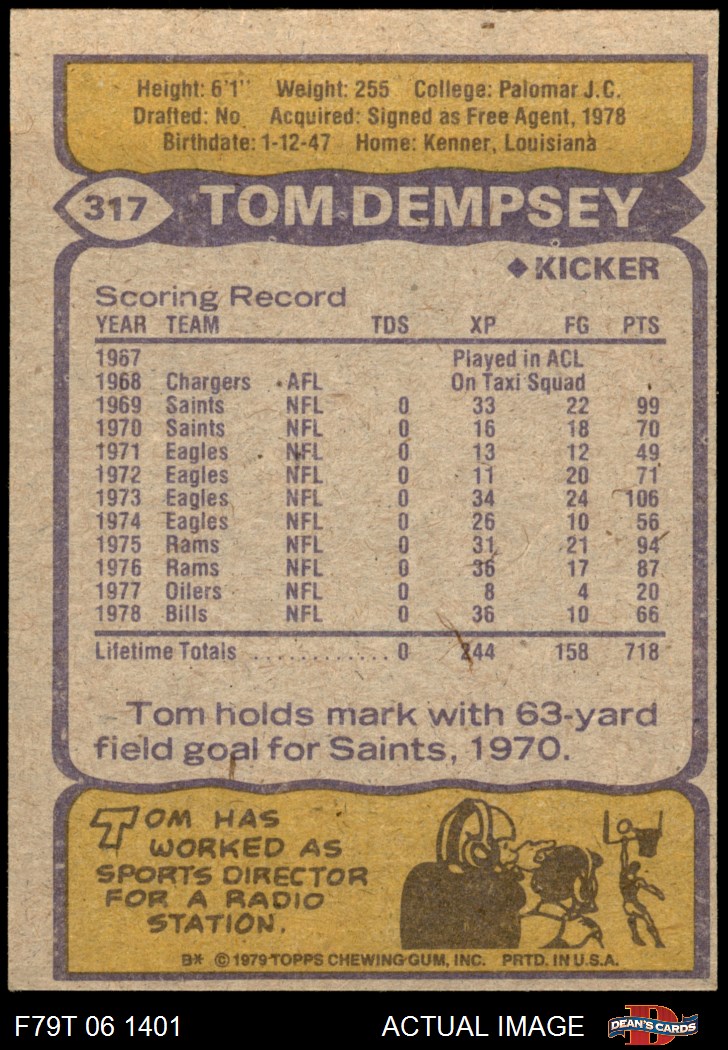 Height: 6'1" Weight: 255 College: Palomar J.C.
Drafted: No Acquired: Signed as Free Agent, 1978
Birthdate: 1-12-47 Home: Kenner, Louisiana
317 TOM DEMPSEY
◆ KICKER
Scoring Record
YEAR TEAM TDS XP FG PTS
1967 Played in ACL
1968 Chargers AFL On Taxi Squad
1969 Saints NFL 0 33 22 99
1970 Saints NFL 0 16 18 70
1971 Eagles NFL 0 13 12 49
1972 Eagles NFL 0 11 20 71
1973 Eagles NFL 0 34 24 106
1974 Eagles NFL 0 26 10 56
1975 Rams NFL 0 31 21 94
1976 Rams NFL 0 36 17 87
1977 Oilers NFL 0 8 4 20
1978 Bills NFL 0 36 10 66
Lifetime Totals . . . . . . . . . . . . 0 244 158 718
Tom holds mark with 63-yard
field goal for Saints, 1970.
TOM HAS
WORKED AS
SPORTS DIRECTOR
FOR A RADIO
STATION.
B* © 1979 TOPPS CHEWING GUM, INC. PRTD. IN U.S.A.
F79T 06 1401 ACTUAL IMAGE D DEAN'S CARDS